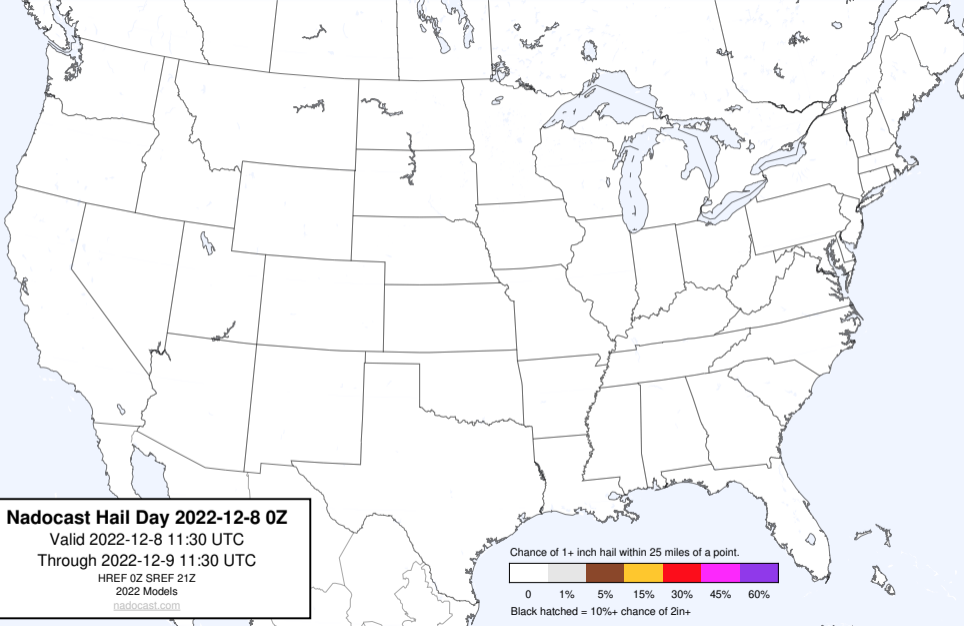 Nadocast Hail Day 2022-12-8 0Z
Valid 2022-12-8 11:30 UTC
Through 2022-12-9 11:30 UTC
HREF 0Z SREF 21Z
2022 Models
nadocast.com
Chance of 1+ inch hail within 25 miles of a point.
0 1% 5% 15% 30% 45% 60%
Black hatched = 10%+ chance of 2in+